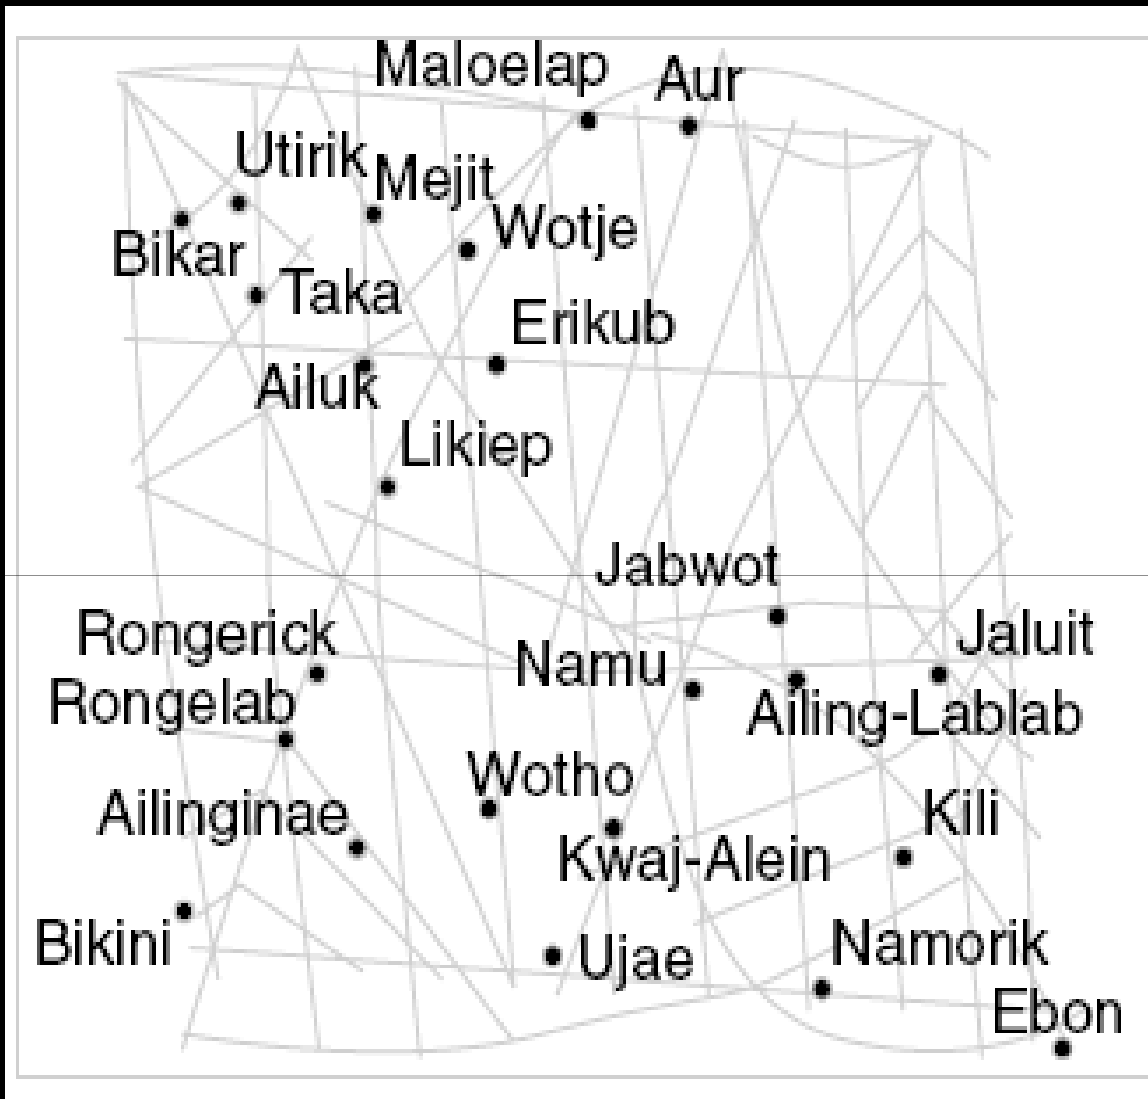 Maloelap
Aur
Utirik
Mejit
Wotje
Bikar
Taka
Erikub
Ailuk
Likiep
Jabwot
Rongerick
Jaluit
Namu
Rongelab
Ailing-Lablab
Wotho
Ailinginae
Kili
Kwaj-Alein
Bikini
Ujae
Namorik
Ebon